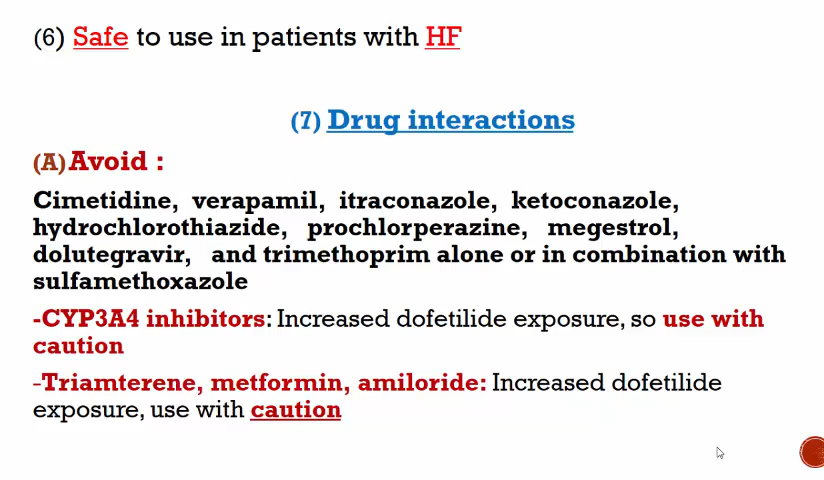 (6) Safe to use in patients with HF
(7) Drug interactions
(A) Avoid :
Cimetidine, verapamil, itraconazole, ketoconazole,
hydrochlorothiazide, prochlorperazine, megestrol,
dolutegravir, and trimethoprim alone or in combination with
sulfamethoxazole
-CYP3A4 inhibitors: Increased dofetilide exposure, so use with
caution
-Triamterene, metformin, amiloride: Increased dofetilide
exposure, use with caution